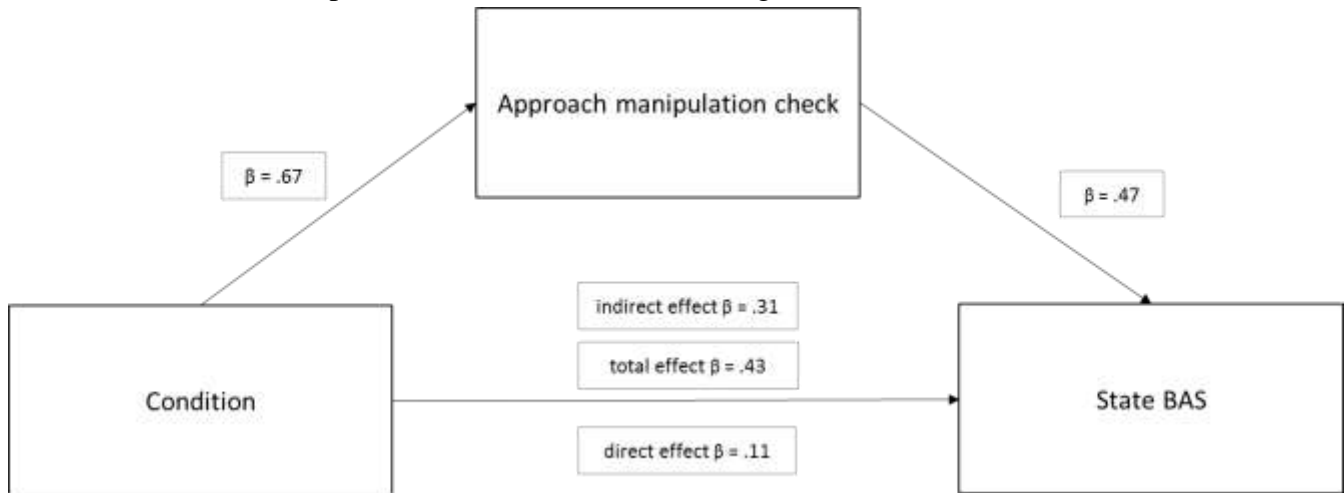 Approach manipulation check
β = .67
β = .47
indirect effect β = .31
total effect β = .43
Condition
State BAS
direct effect β = .11